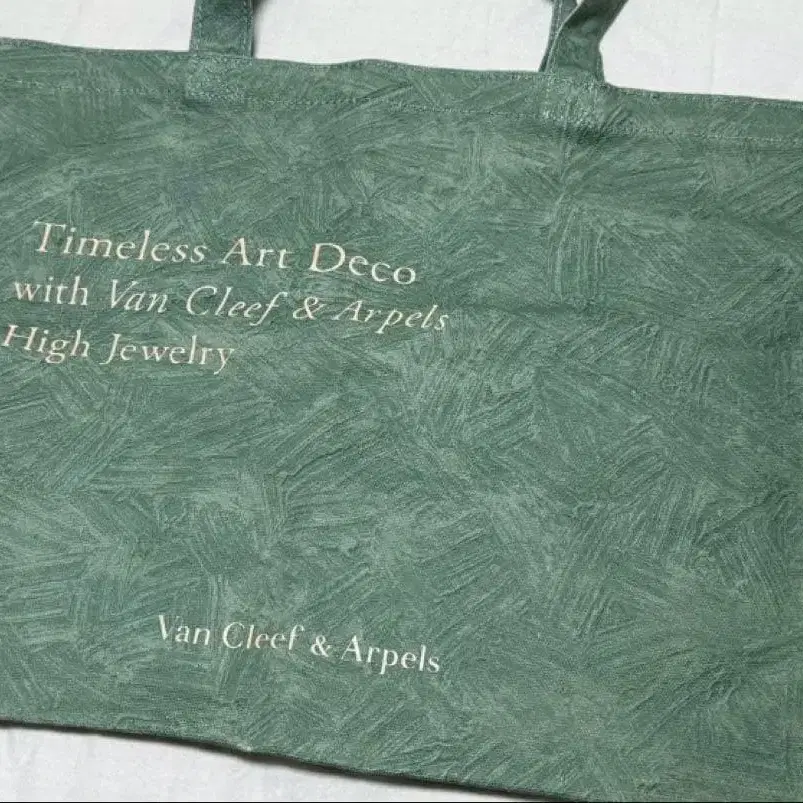 Timeless Art Deco
with Van Cleef & Arpels
High Jewelry
Van Cleef & Arpels